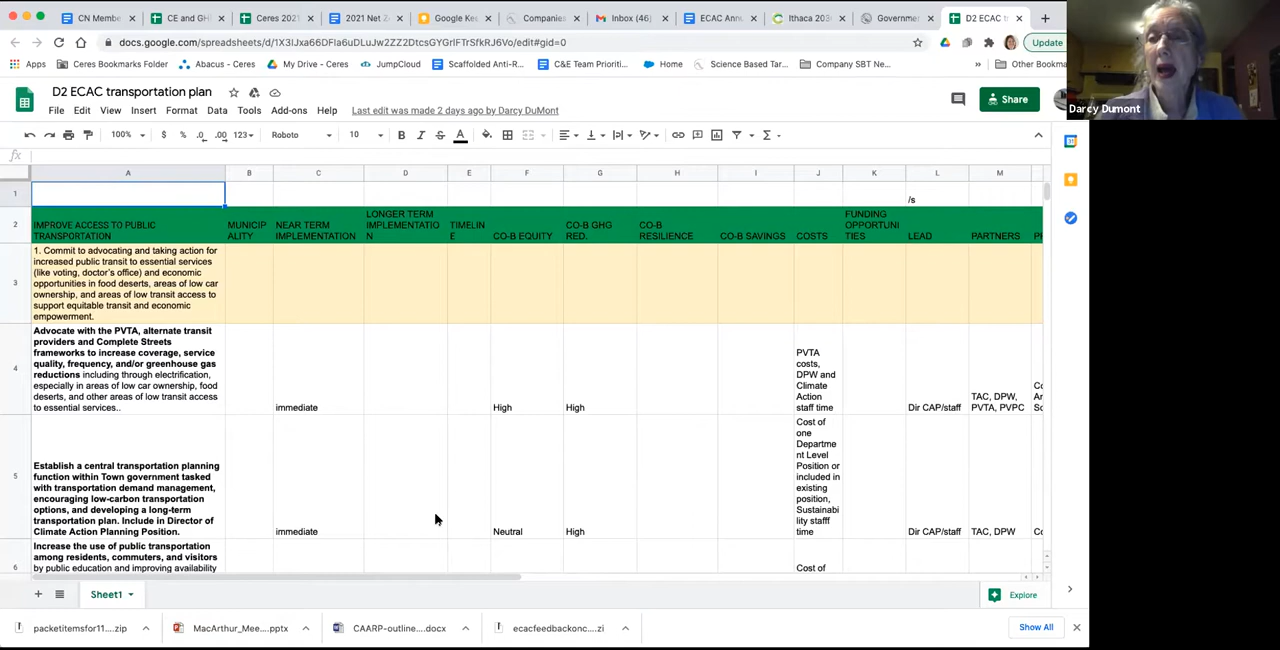 CN Membe
CE and GH
Ceres 2021
2021 Net Z
Google Ke
Companies
Inbox (46)
ECAC Ann
Ithaca 203
Governme
D2 ECAC tr
docs.google.com/spreadsheets/d/
/edit#gid=0
Update
Apps
Ceres Bookmarks Folder
Abacus - Ceres
My Drive - Ceres
JumpCloud
Scaffolded Anti-R...
C&E Team Prioriti...
Home
Science Based Tar...
Company SBT Ne...
»
Other Bookma
D2 ECAC transportation plan
File Edit View Insert Format Data Tools Add-ons Help Last edit was made 2 days ago by Darcy DuMont
Share
Darcy Dumont
100% $ % .0 .00 123 Roboto 10 B I S A
fx
A B C D E F G H I J K L M
1
/s
2
IMPROVE ACCESS TO PUBLIC
TRANSPORTATION
MUNICIP
ALITY
NEAR TERM
IMPLEMENTATION
LONGER TERM
IMPLEMENTATIO
N
TIMELIN
E
CO-B EQUITY
CO-B GHG
RED.
CO-B
RESILIENCE
CO-B SAVINGS
COSTS
FUNDING
OPPORTUNI
TIES
LEAD
PARTNERS
3
1. Commit to advocating and taking action for
increased public transit to essential services
(like voting, doctor's office) and economic
opportunities in food deserts, areas of low car
ownership, and areas of low transit access to
support equitable transit and economic
empowerment.
4
Advocate with the PVTA, alternate transit
providers and Complete Streets
frameworks to increase coverage, service
quality, frequency, and/or greenhouse gas
reductions including through electrification,
especially in areas of low car ownership, food
deserts, and other areas of low transit access
to essential services..
immediate
High
High
PVTA
costs,
DPW and
Climate
Action
staff time
Dir CAP/staff
TAC, DPW,
PVTA, PVPC
5
Establish a central transportation planning
function within Town government tasked
with transportation demand management,
encouraging low-carbon transportation
options, and developing a long-term
transportation plan. Include in Director of
Climate Action Planning Position.
immediate
Neutral
High
Cost of
one
Departme
nt Level
Position or
included in
existing
position,
Sustainabi
lity stafff
time
Dir CAP/staff
TAC, DPW
6
Increase the use of public transportation
among residents, commuters, and visitors
by public education and improving availability
Cost of
Sheet1
Explore
packetitemsfor11....zip
MacArthur_Mee....pptx
CAARP-outline....docx
ecacfeedbackonc....zi
Show All